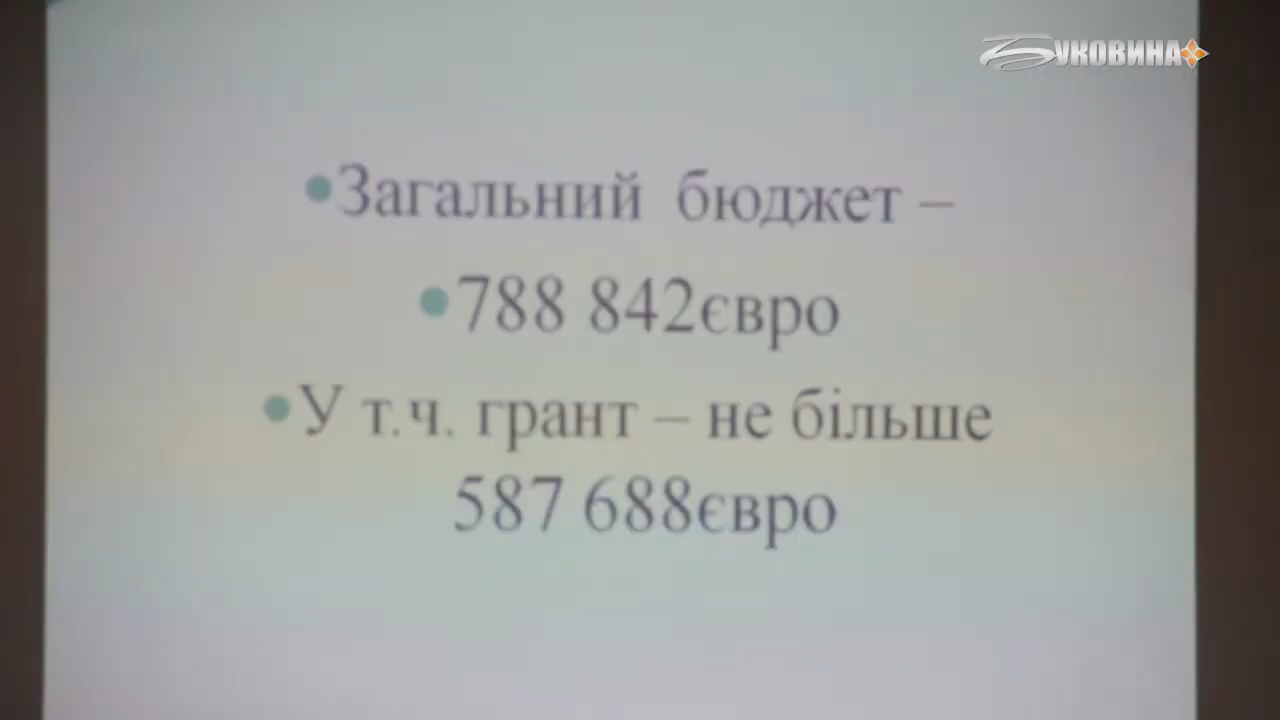 БУКОВИНА
•Загальний бюджет –
•788 842євро
•У т.ч. грант – не більше
587 688євро